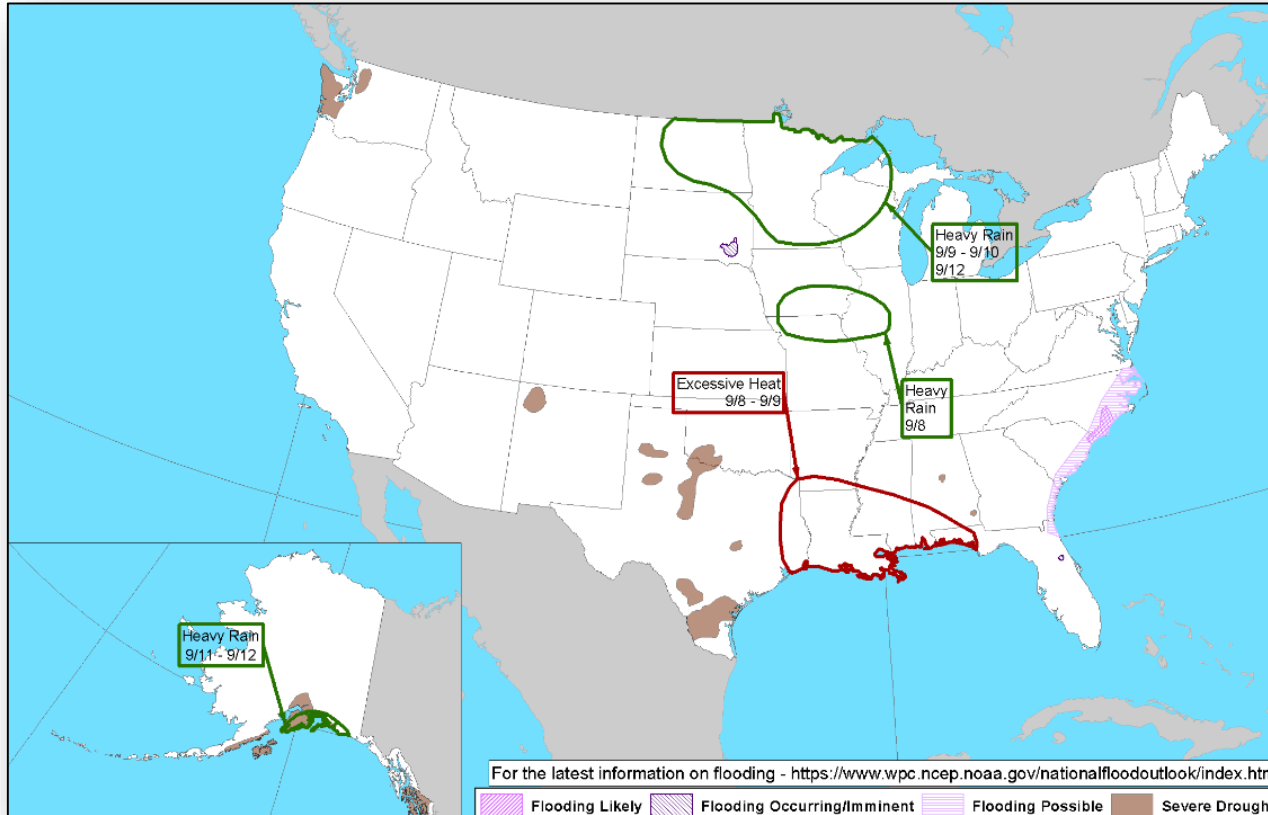 Heavy Rain
9/9 - 9/10
9/12
Excessive Heat
9/8 - 9/9
Heavy
Rain
9/8
Heavy Rain
9/11 - 9/12
For the latest information on flooding - https://www.wpc.ncep.noaa.gov/nationalfloodoutlook/index.htm
Flooding Likely Flooding Occurring/Imminent Flooding Possible Severe Drough